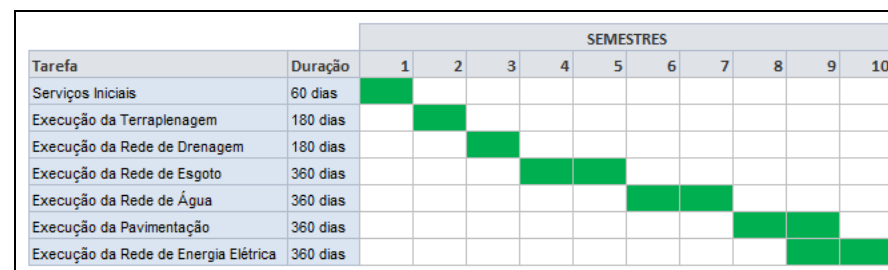 SEMESTRES
Tarefa Duração 1 2 3 4 5 6 7 8 9 10
Serviços Iniciais 60 dias
Execução da Terraplenagem 180 dias
Execução da Rede de Drenagem 180 dias
Execução da Rede de Esgoto 360 dias
Execução da Rede de Água 360 dias
Execução da Pavimentação 360 dias
Execução da Rede de Energia Elétrica 360 dias